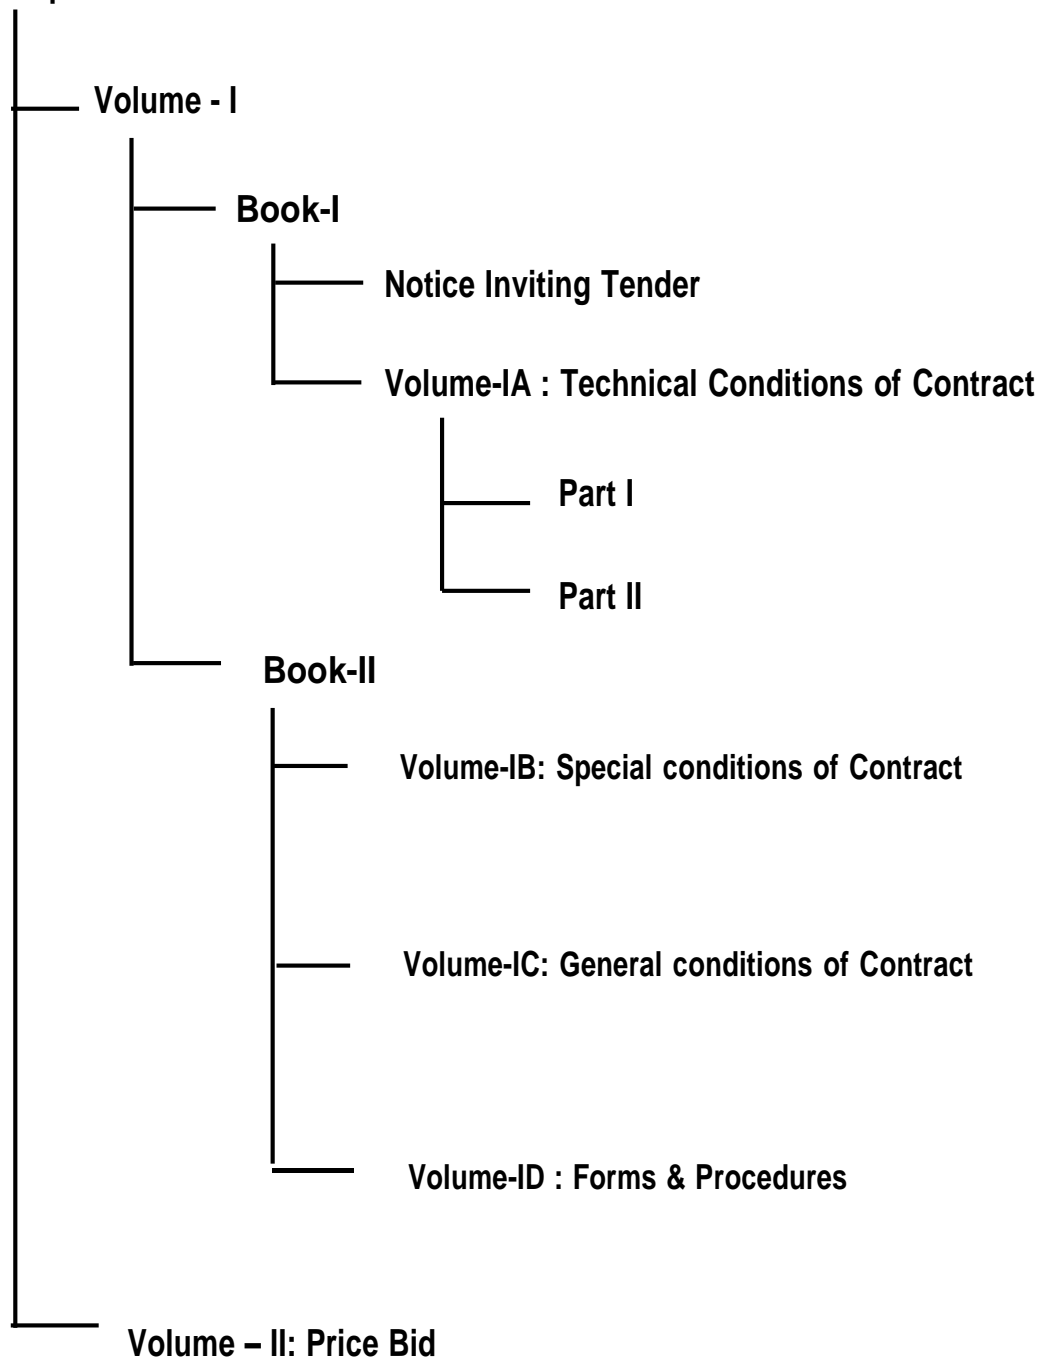 Volume - I
Book-I
Notice Inviting Tender
Volume-IA : Technical Conditions of Contract
Part I
Part II
Book-II
Volume-IB: Special conditions of Contract
Volume-IC: General conditions of Contract
Volume-ID : Forms & Procedures
Volume – II: Price Bid